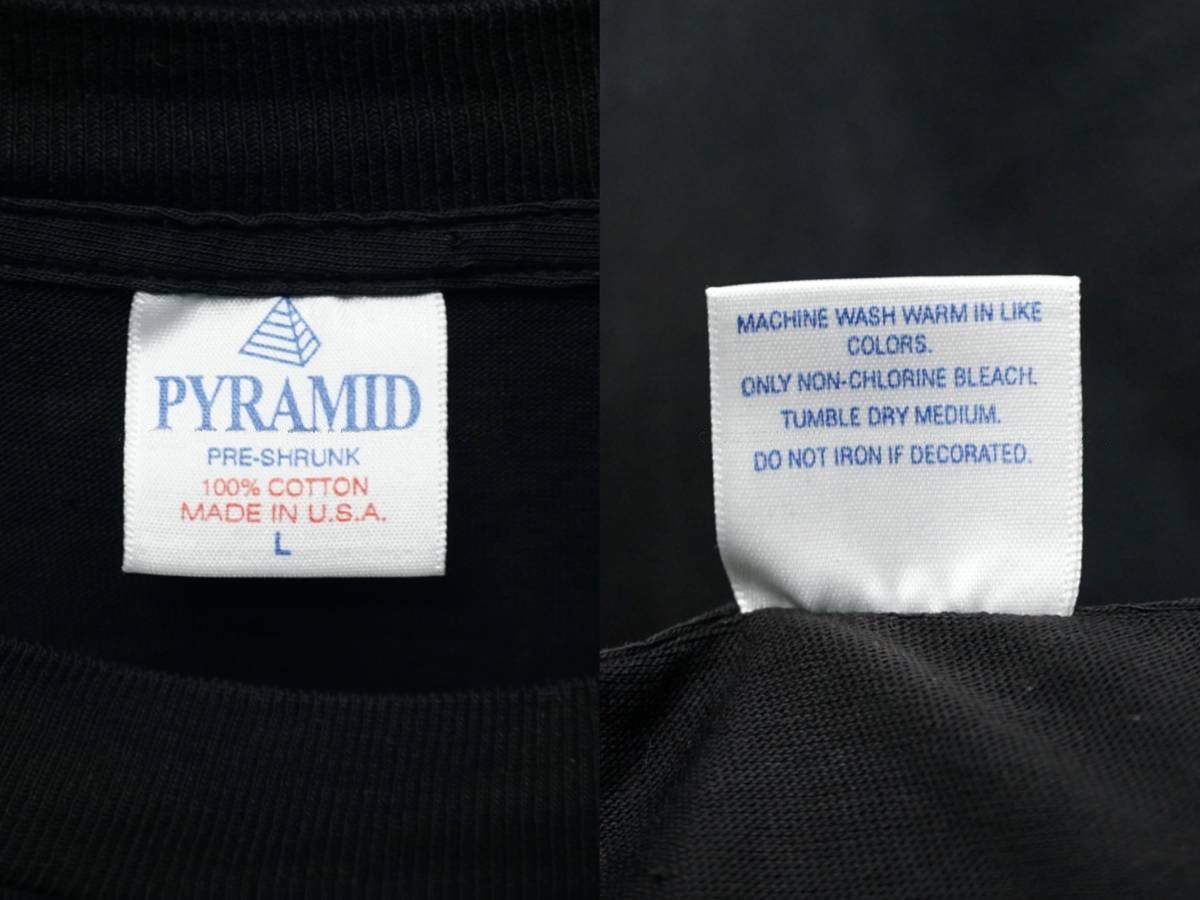 PYRAMID
PRE-SHRUNK
100% COTTON
MADE IN U.S.A.
L
MACHINE WASH WARM IN LIKE
COLORS.
ONLY NON-CHLORINE BLEACH.
TUMBLE DRY MEDIUM.
DO NOT IRON IF DECORATED.